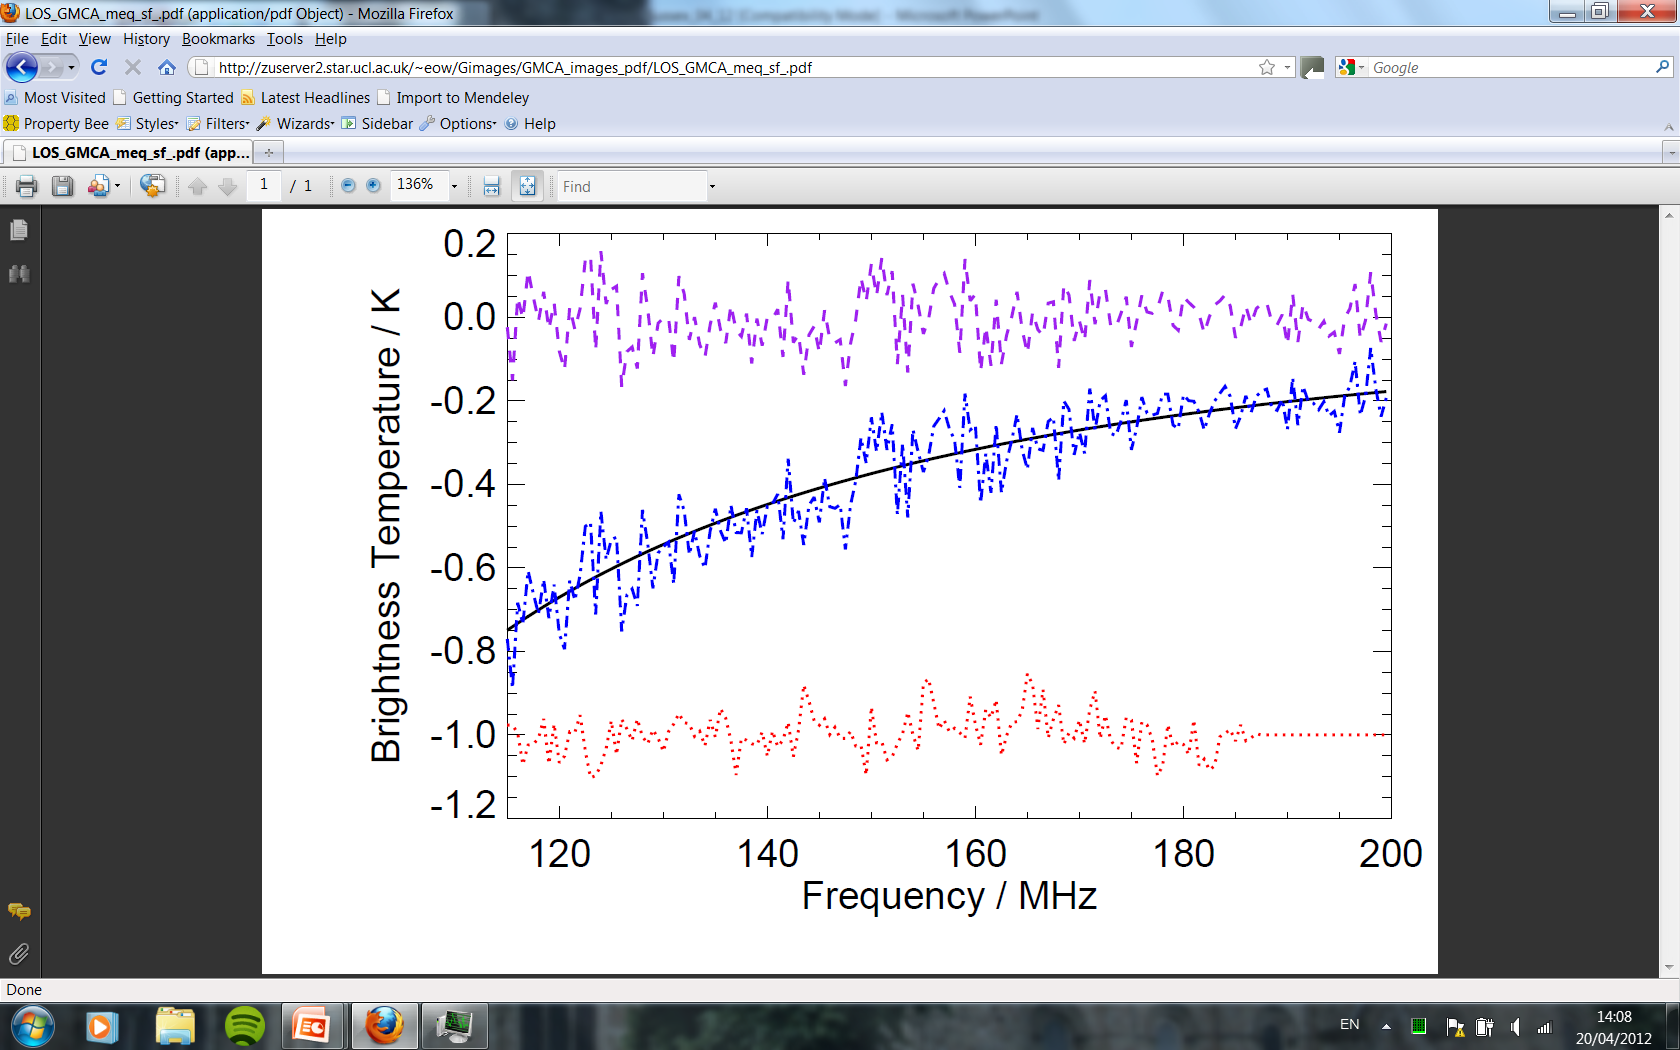 LOS_GMCA_meq_sf_.pdf (application/pdf Object) - Mozilla Firefox
File Edit View History Bookmarks Tools Help
http://zuserver2.star.ucl.ac.uk/~eow/Gimages/GMCA_images_pdf/LOS_GMCA_meq_sf_.pdf
Google
Most Visited Getting Started Latest Headlines Import to Mendeley
Property Bee Styles Filters Wizards Sidebar Options Help
LOS_GMCA_meq_sf_.pdf (app...
1 / 1 136% Find
0.2
0.0
-0.2
-0.4
-0.6
-0.8
-1.0
-1.2
Brightness Temperature / K
120 140 160 180 200
Frequency / MHz
Done
EN
14:08
20/04/2012